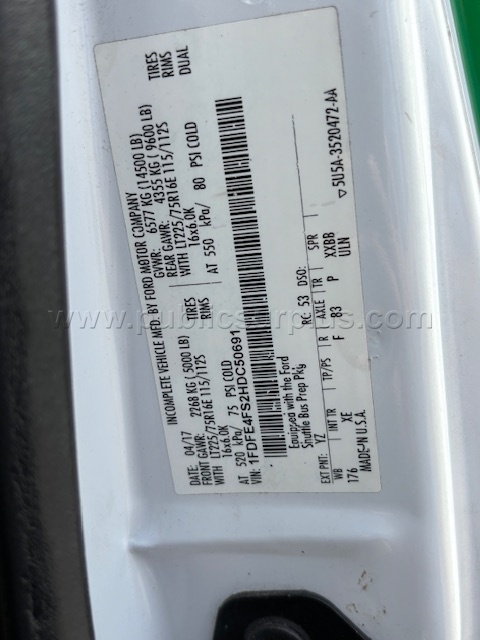 INCOMPLETE VEHICLE MFD. BY FORD MOTOR COMPANY
DATE: 04/17 GVWR: 6577 KG (14500 LB)
FRONT GAWR: 2268 KG (5000 LB) REAR GAWR: 4355 KG (9600 LB)
WITH LT225/75R16E 115/112S TIRES WITH LT225/75R16E 115/112S TIRES
16x6.0K RIMS 16x6.0K RIMS
AT 520 kPa/ 75 PSI COLD AT 550 kPa/ 80 PSI COLD DUAL
VIN: 1FDFE4FS2HDC50691
Equipped with the Ford
Shuttle Bus Prep Pkg
RC: 53 DSO:
EXT PNT: YZ
WB INT TR TP/PS R AXLE TR SPR
176 XE F B3 P XXBB
MADE IN U.S.A. ULN
▽5U5A-3520472-AA
www.publicsurplus.com